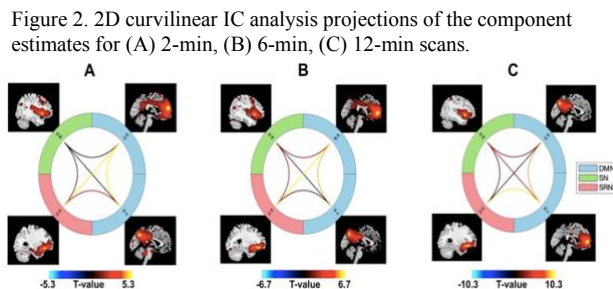 Figure 2. 2D curvilinear IC analysis projections of the component
estimates for (A) 2-min, (B) 6-min, (C) 12-min scans.
A B C
DMN
SN
SRN
-5.3 T-value 5.3 -6.7 T-value 6.7 -10.3 T-value 10.3